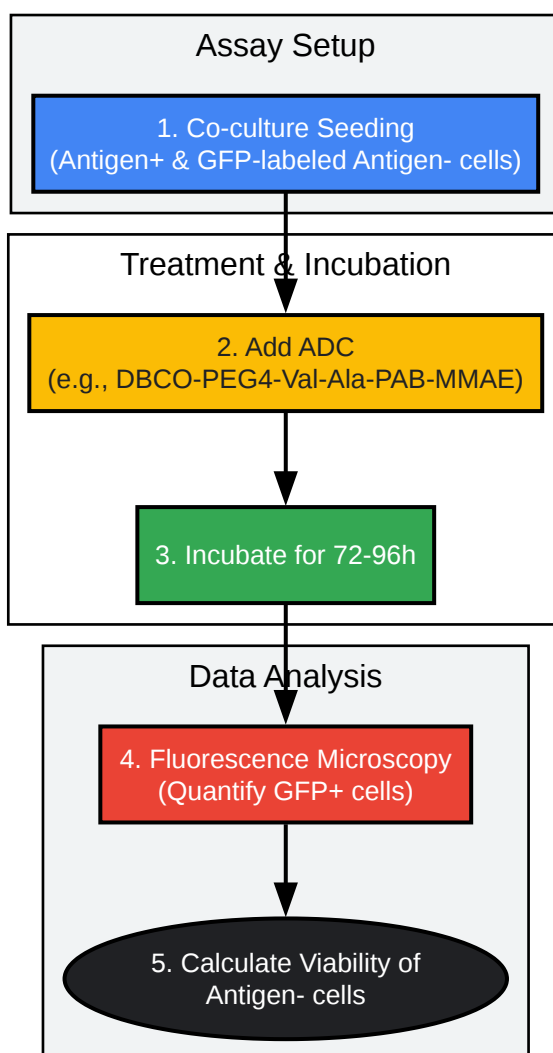 Assay Setup
1. Co-culture Seeding
(Antigen+ & GFP-labeled Antigen- cells)
Treatment & Incubation
2. Add ADC
(e.g., DBCO-PEG4-Val-Ala-PAB-MMAE)
3. Incubate for 72-96h
Data Analysis
4. Fluorescence Microscopy
(Quantify GFP+ cells)
5. Calculate Viability of
Antigen- cells